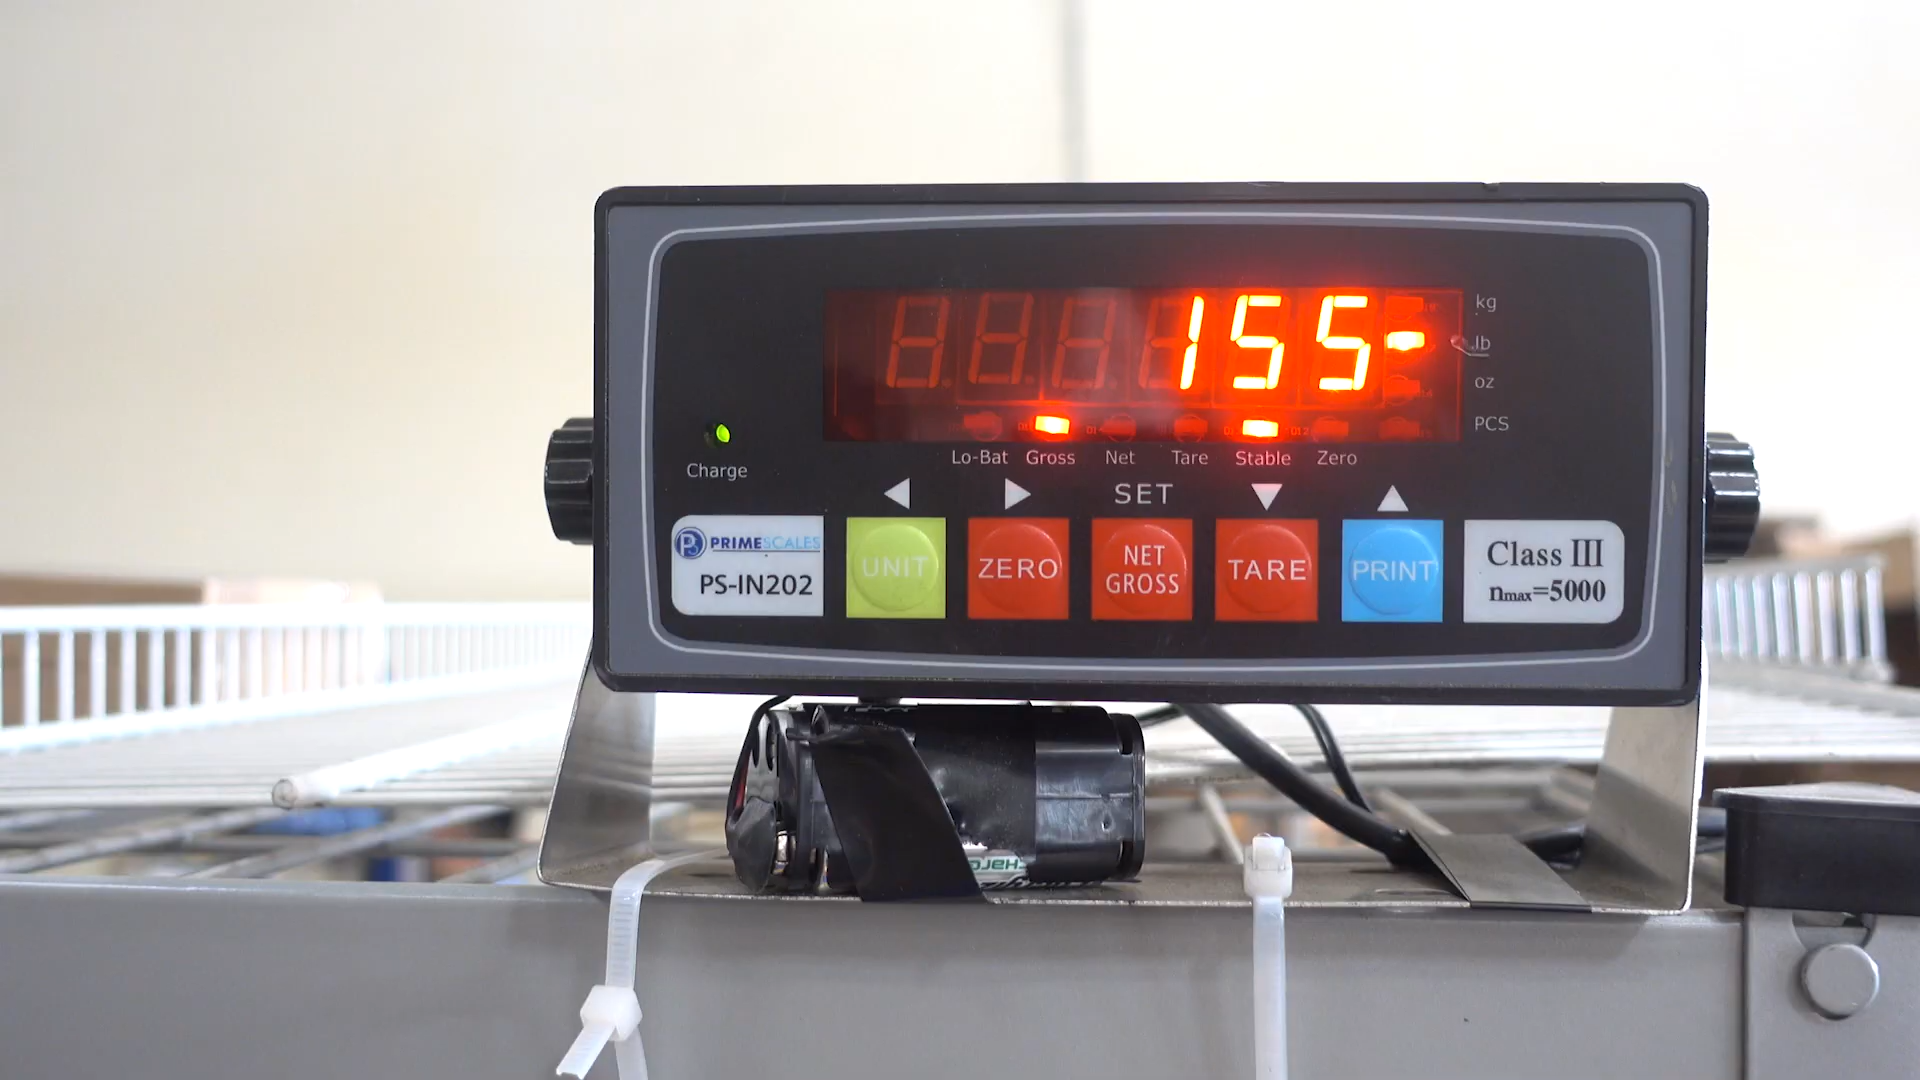 155
kg
lb
oz
PCS
Lo-Bat Gross Net Tare Stable Zero
Charge
SET
PRIMESCALES
PS-IN202
UNIT
ZERO
NET
GROSS
TARE
PRINT
Class III
nmax=5000